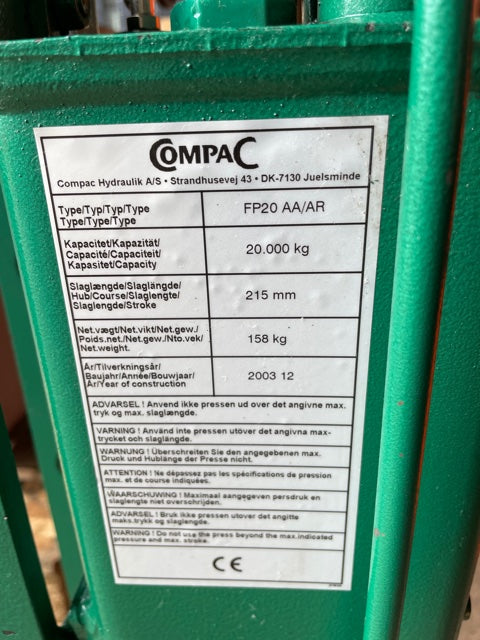 COMPAC
Compac Hydraulik A/S • Strandhusevej 43 • DK-7130 Juelsminde
Type/Typ/Typ/Type
Type/Type/Type
FP20 AA/AR
Kapacitet/Kapazität/
Capacité/Capaciteit/
Kapasitet/Capacity
20.000 kg
Slaglængde/Slaglängde/
Hub/Course/Slaglengte/
Slaglengde/Stroke
215 mm
Net.vægt/Net.vikt/Net.gew./
Poids.net./Net.gew./Nto.vek/
Net.weight.
158 kg
År/Tilverkningsår/
Baujahr/Année/Bouwjaar/
År/Year of construction
2003 12
ADVARSEL ! Anvend ikke pressen ud over det angivne max.
tryk og max. slaglængde.
VARNING ! Använd inte pressen utover det angivna max-
trycket och slaglängde.
WARNUNG ! Überschreiten Sie den angegebenen max.
Druck und Hublänge der Presse nicht.
ATTENTION ! Ne dépassez pas les spécifications de pression
max. et de course indiquées.
WAARSCHUWING ! Maximaal aangegeven persdruk en
slaglengte niet overschrijden.
ADVARSEL ! Bruk ikke pressen utover det angitte
maks.trykk og slaglengde.
WARNING ! Do not use the press beyond the max.indicated
pressure and max. stroke.
CE